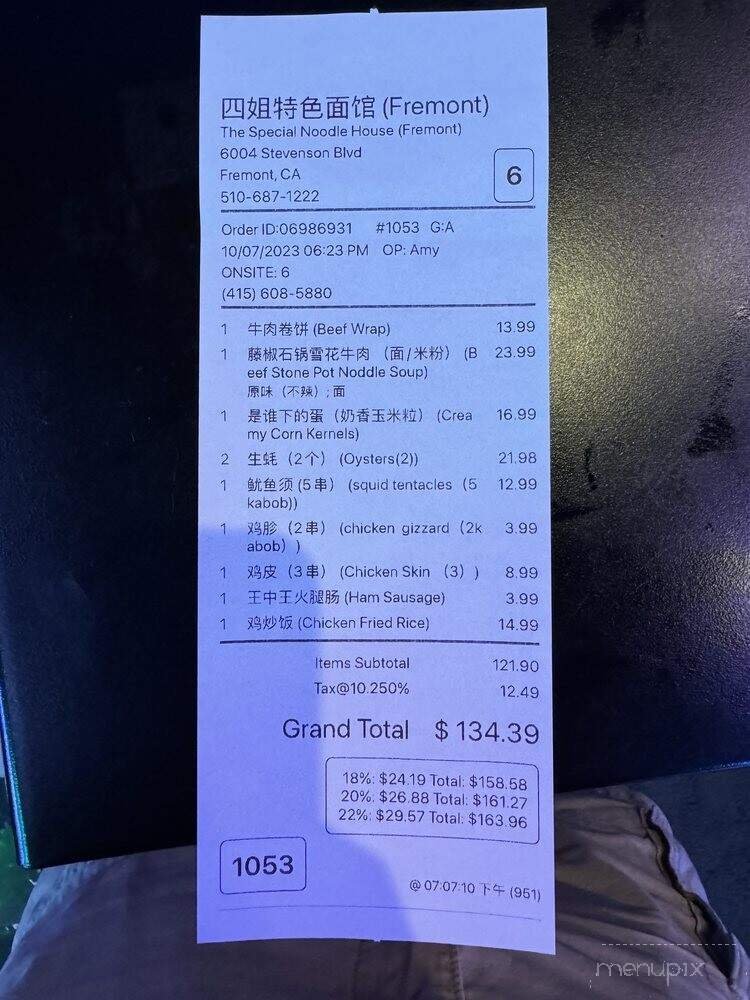 四姐特色面馆 (Fremont)
The Special Noodle House (Fremont)
6004 Stevenson Blvd
Fremont, CA
6
510-687-1222
Order ID:06986931 #1053 G:A
10/07/2023 06:23 PM OP: Amy
ONSITE: 6
(415) 608-5880
1 牛肉卷饼 (Beef Wrap) 13.99
1 藤椒石锅雪花牛肉 （面/米粉） (B 23.99
eef Stone Pot Noddle Soup)
原味（不辣）; 面
1 是谁下的蛋（奶香玉米粒） (Crea 16.99
my Corn Kernels)
2 生蚝（2个） (Oysters(2)) 21.98
1 鱿鱼须 (5串） (squid tentacles（5 12.99
kabob))
1 鸡胗（2串）(chicken gizzard（2k 3.99
abob）)
1 鸡皮（3串）(Chicken Skin （3）) 8.99
1 王中王火腿肠 (Ham Sausage) 3.99
1 鸡炒饭 (Chicken Fried Rice) 14.99
Items Subtotal 121.90
Tax@10.250% 12.49
Grand Total $ 134.39
18%: $24.19 Total: $158.58
20%: $26.88 Total: $161.27
22%: $29.57 Total: $163.96
1053
@ 07:07:10 下午 (951)
menupix